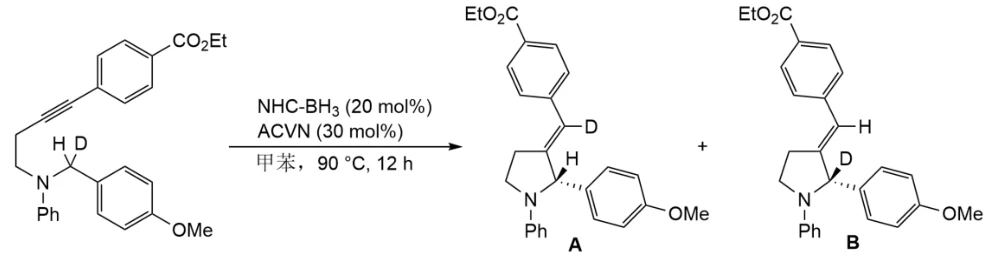 CO₂Et
H D
N
Ph
OMe
NHC-BH₃ (20 mol%)
ACVN (30 mol%)
甲苯，90 °C, 12 h
EtO₂C
D
H
N
Ph
OMe
A
+
EtO₂C
H
D
N
Ph
OMe
B